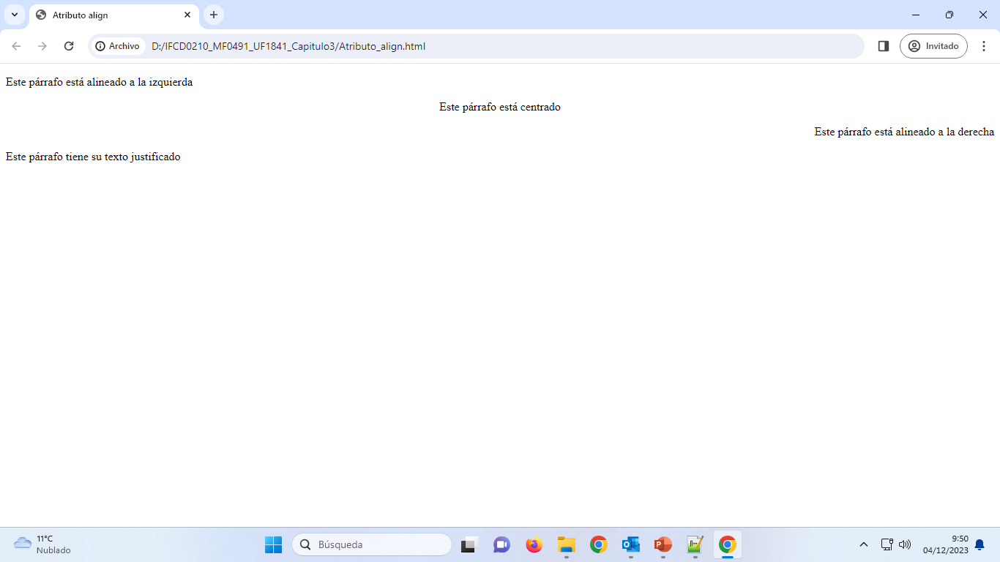 Atributo align
Archivo
D:/IFCD0210_MF0491_UF1841_Capitulo3/Atributo_align.html
Invitado
Este párrafo está alineado a la izquierda
Este párrafo está centrado
Este párrafo está alineado a la derecha
Este párrafo tiene su texto justificado
11°C
Nublado
Búsqueda
9:50
04/12/2023